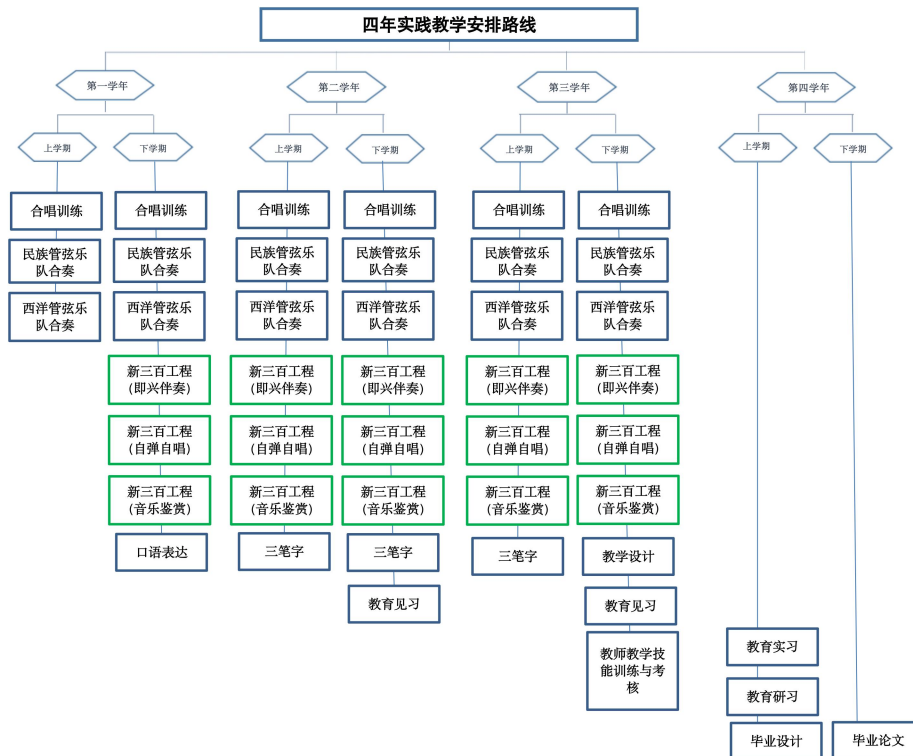 四年实践教学安排路线
第一学年
第二学年
第三学年
第四学年
上学期
下学期
上学期
下学期
上学期
下学期
上学期
下学期
合唱训练
民族管弦乐
队合奏
西洋管弦乐
队合奏
合唱训练
民族管弦乐
队合奏
西洋管弦乐
队合奏
新三百工程
(即兴伴奏)
新三百工程
(自弹自唱)
新三百工程
(音乐鉴赏)
口语表达
合唱训练
民族管弦乐
队合奏
西洋管弦乐
队合奏
新三百工程
(即兴伴奏)
新三百工程
(自弹自唱)
新三百工程
(音乐鉴赏)
三笔字
合唱训练
民族管弦乐
队合奏
西洋管弦乐
队合奏
新三百工程
(即兴伴奏)
新三百工程
(自弹自唱)
新三百工程
(音乐鉴赏)
三笔字
教育见习
合唱训练
民族管弦乐
队合奏
西洋管弦乐
队合奏
新三百工程
(即兴伴奏)
新三百工程
(自弹自唱)
新三百工程
(音乐鉴赏)
三笔字
合唱训练
民族管弦乐
队合奏
西洋管弦乐
队合奏
新三百工程
(即兴伴奏)
新三百工程
(自弹自唱)
新三百工程
(音乐鉴赏)
教学设计
教育见习
教师教学技
能训练与考
核
教育实习
教育研习
毕业设计
毕业论文